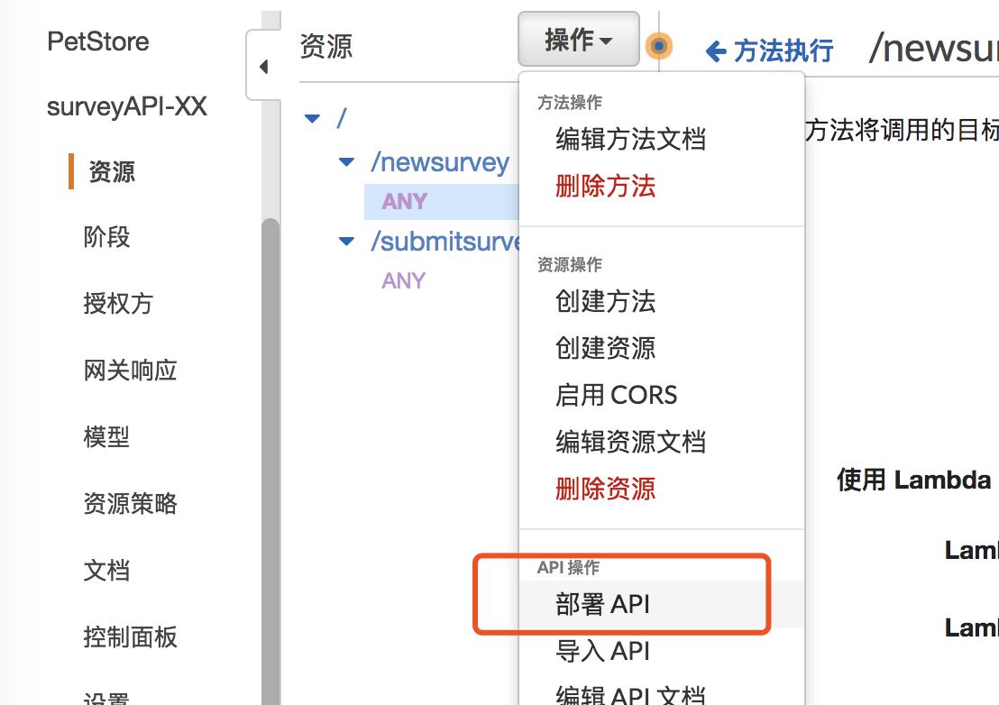 PetStore
surveyAPI-XX
资源
阶段
授权方
网关响应
模型
资源策略
文档
控制面板
设置
资源
操作
/
/newsurvey
ANY
/submitsurve
ANY
方法操作
编辑方法文档
删除方法
资源操作
创建方法
创建资源
启用 CORS
编辑资源文档
删除资源
API 操作
部署 API
导入 API
编辑 API 文档
方法执行
/newsur
方法将调用的目标
使用 Lambda
Lam
Lam